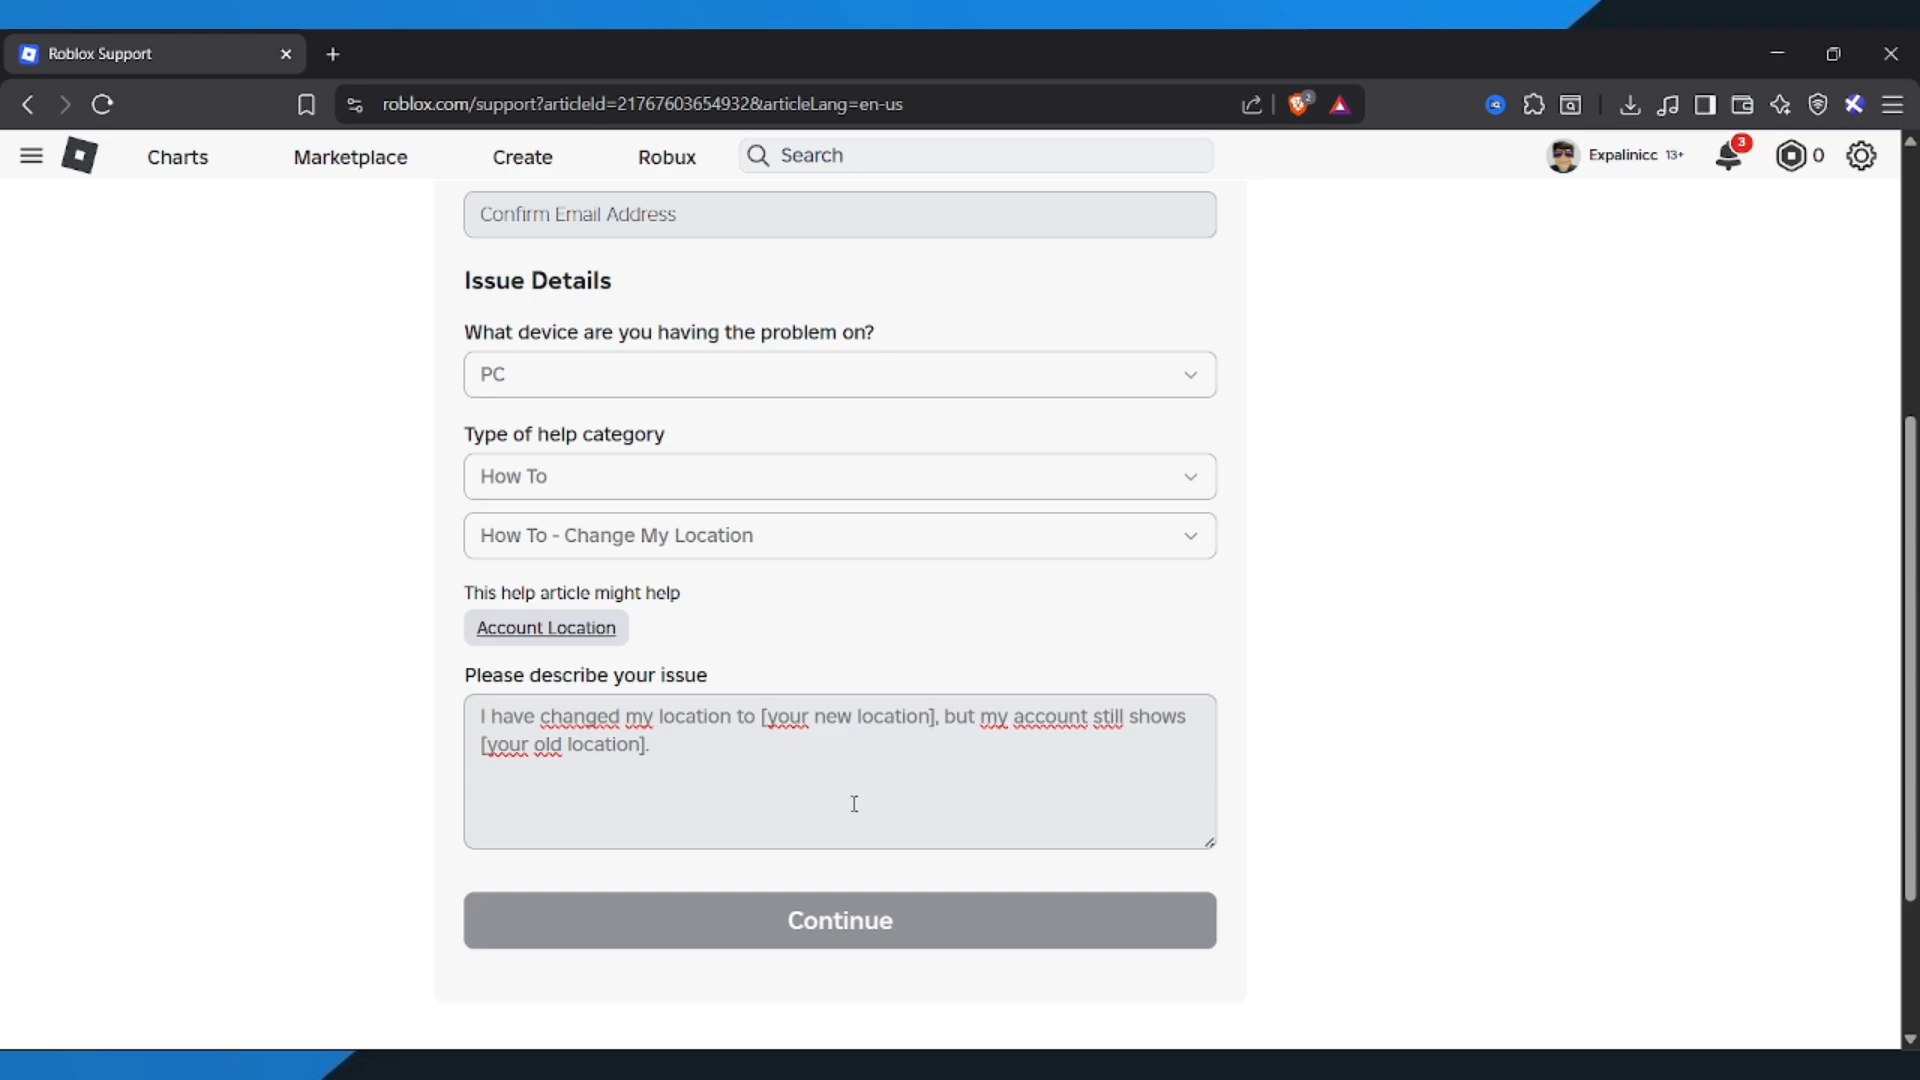 Roblox Support
roblox.com/support?articleId=21767603654932&articleLang=en-us
2
Charts
Marketplace
Create
Robux
Search
Expalinicc 13+
3
0
Confirm Email Address
Issue Details
What device are you having the problem on?
PC
Type of help category
How To
How To - Change My Location
This help article might help
Account Location
Please describe your issue
I have changed my location to [your new location], but my account still shows
[your old location].
Continue